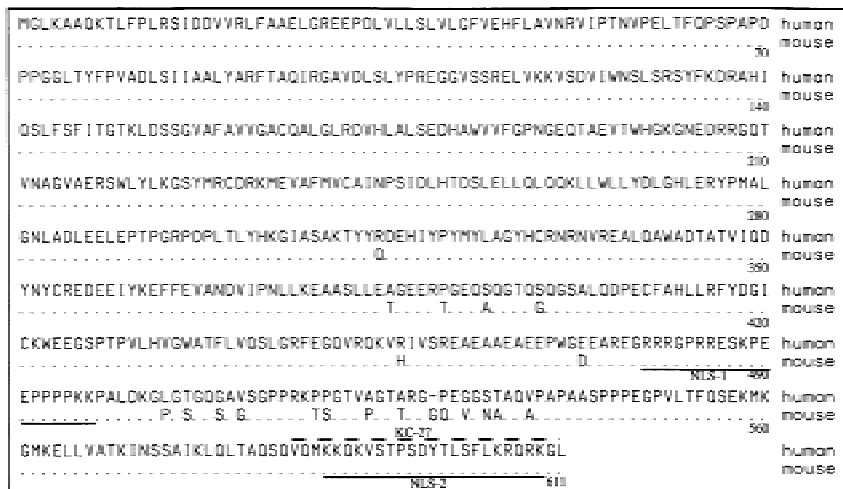 MGLKAAQKTLFPLRSIDDVVRLFAAELGREEPDLVLLSLVLGFVEHFLAVNRVIPTNVPELTFQPSPAPD human
mouse
70
PPGGLTYFPVADLSIIAALYARFTAQIRGAVDLSLYPREGGVSSRELVKKVSDVIWNSLSRSYFKDRAHI human
mouse
140
QSLFSFITGTKLDSSGVAFAVVGACQALGLRDVHLALSEDHAWVVFGPNGEQTAEVTWHGKGNEDRRGQT human
mouse
210
VNAGVAERSWLYLKGSYMRCDRKMEVAFMVCAINPSIDLHTDSLELLQLQQKLLWLLYDLGHLERYPMAL human
mouse
280
GNLADLEELEPTPGRPDPLTLYHKGIASAKTYYRDEHIYPYMYLAGYHCRNRNVREALQAWADTATVIQD human
Q mouse
350
YNYCREDEEIYKEFFEVANDVIPNLLKEAASLLEAGEERPGEQSQGTQSQGSALQDPECFAHLLRFYDGI human
T T A G mouse
420
CKWEEGSPTPVLHVGWATFLVQSLGRFEGQVRQKVRIVSREAEAAEAEEPWGEEAREGRRRGPRRESKPE human
H D mouse
NLS-1 490
EPPPPKKPALDKGLGTGQGAVSGPPRKPPGTVAGTARG-PEGGSTAQVPAPAASPPPEGPVLTFQSEKMK human
P. S. S. G TS P. T. GQ V. NA A mouse
KC-27 560
GMKELLVATKINSSAIKLQLTAQSQVQMKKQKVSTPSDYTLSFLKRQRKGL human
mouse
NLS-2 611